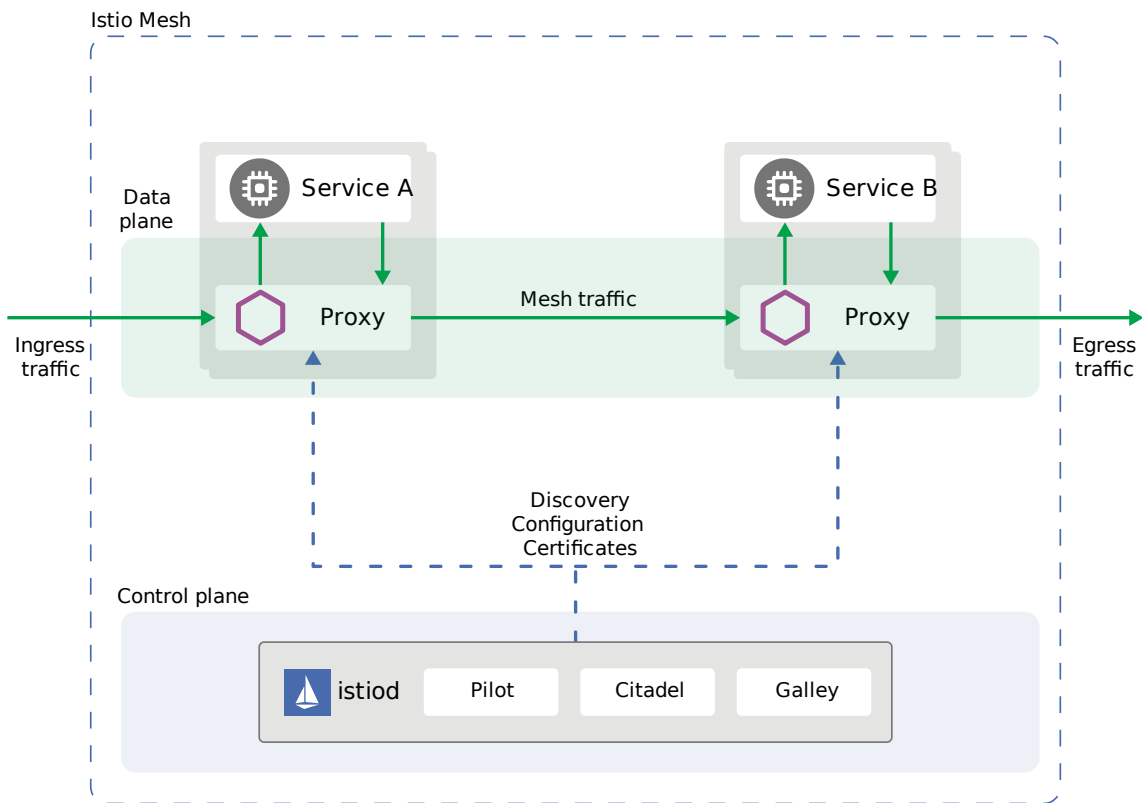 Istio Mesh
Data
plane
Service A
Service B
Proxy
Mesh traffic
Proxy
Ingress
traffic
Egress
traffic
Discovery
Configuration
Certificates
Control plane
istiod
Pilot
Citadel
Galley